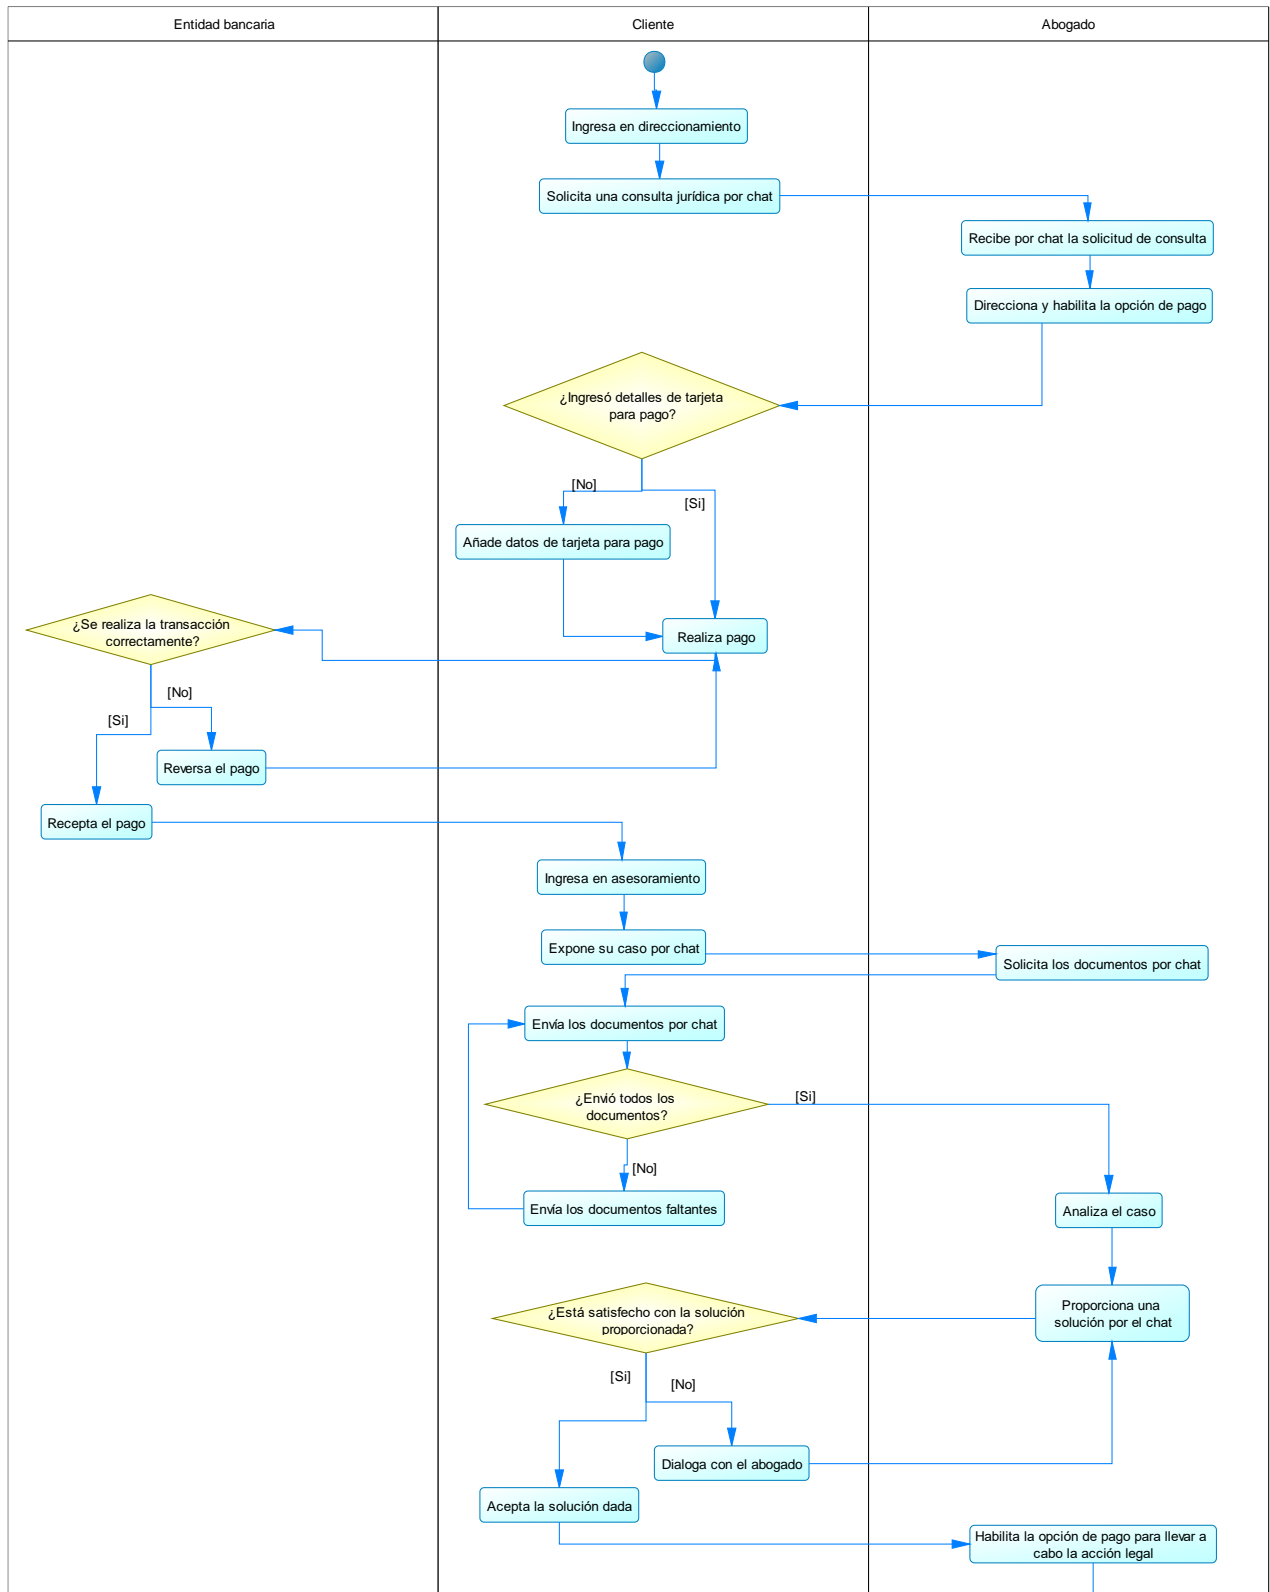 Entidad bancaria
Cliente
Abogado
Ingresa en direccionamiento
Solicita una consulta jurídica por chat
Recibe por chat la solicitud de consulta
Direcciona y habilita la opción de pago
¿Ingresó detalles de tarjeta
para pago?
[No]
[Si]
Añade datos de tarjeta para pago
¿Se realiza la transacción
correctamente?
Realiza pago
[No]
[Si]
Reversa el pago
Recepta el pago
Ingresa en asesoramiento
Expone su caso por chat
Solicita los documentos por chat
Envía los documentos por chat
¿Envió todos los
documentos?
[Si]
[No]
Envía los documentos faltantes
Analiza el caso
Proporciona una
solución por el chat
¿Está satisfecho con la solución
proporcionada?
[Si]
[No]
Dialoga con el abogado
Acepta la solución dada
Habilita la opción de pago para llevar a
cabo la acción legal